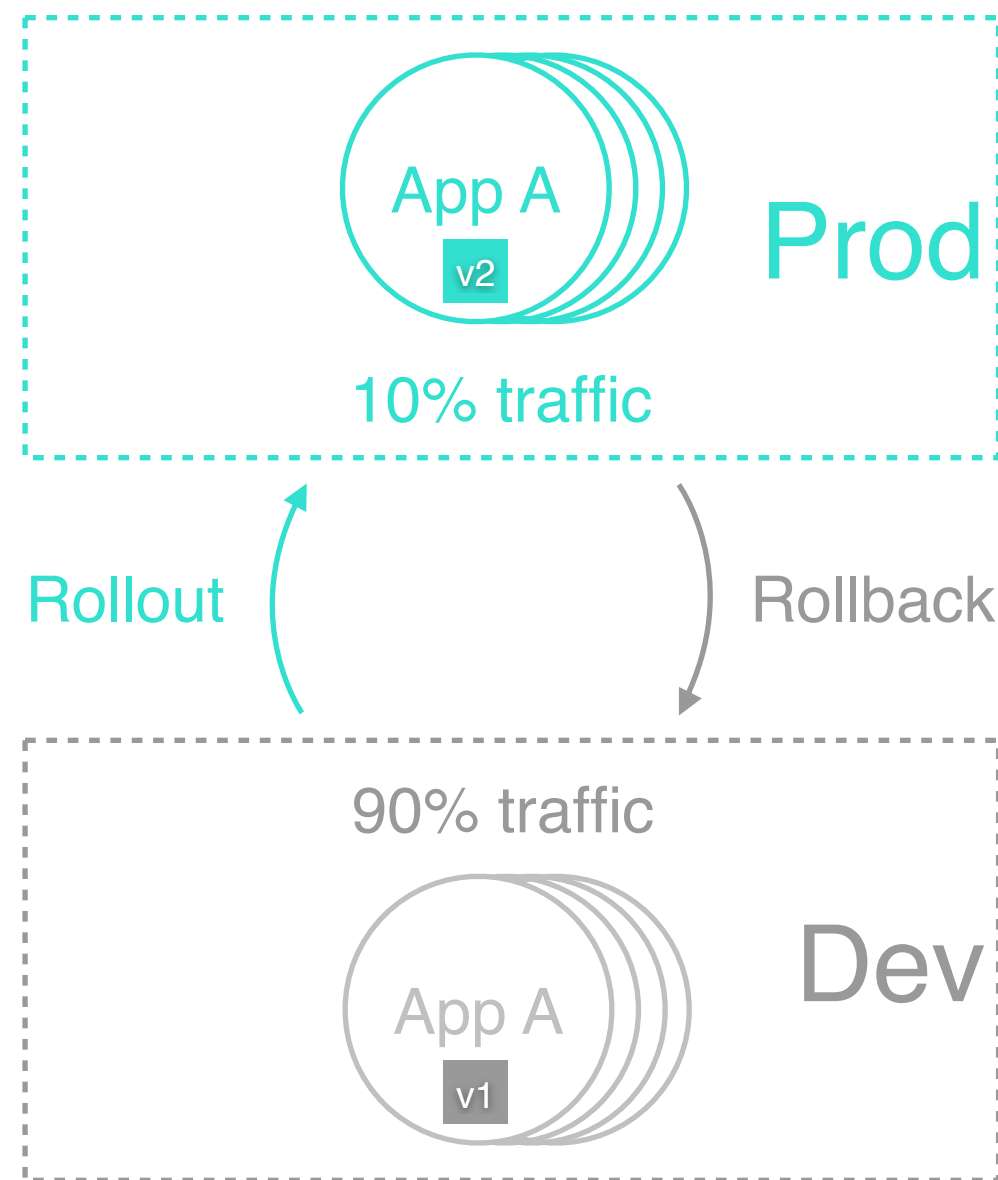 App A
v2
Prod
10% traffic
Rollout
Rollback
90% traffic
Dev
App A
v1